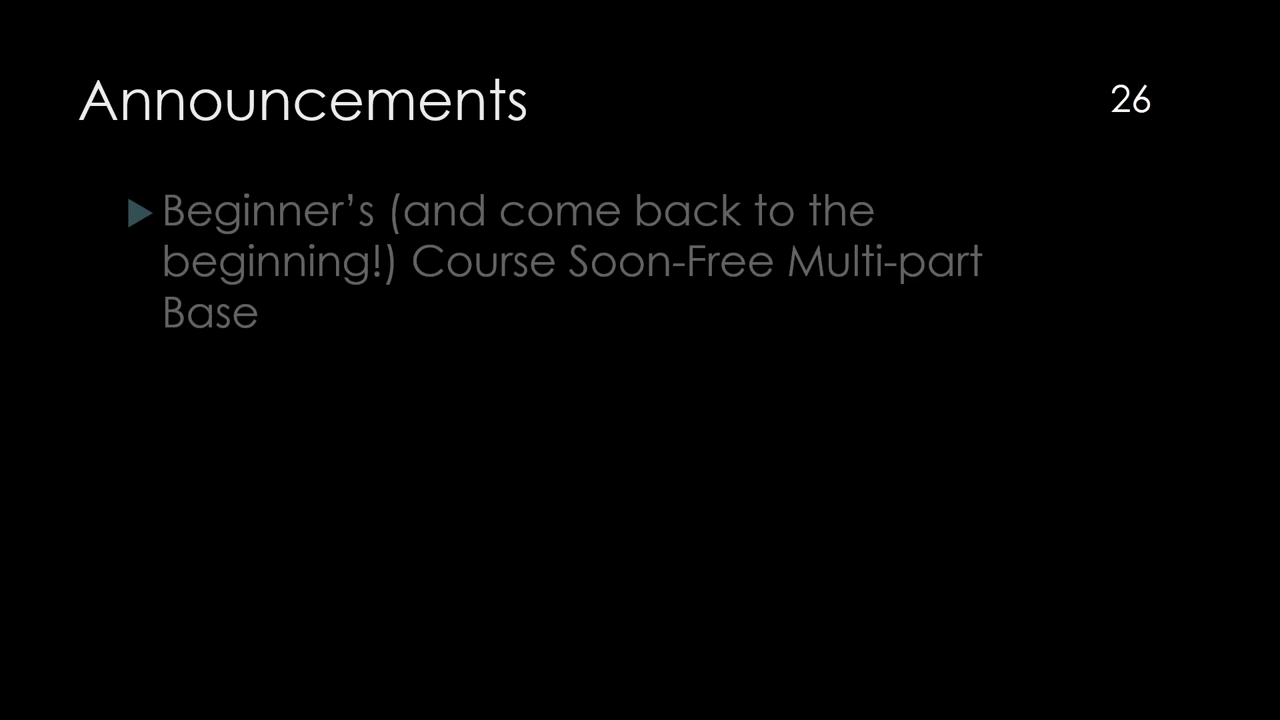 Announcements
26
Beginner’s (and come back to the
beginning!) Course Soon-Free Multi-part
Base